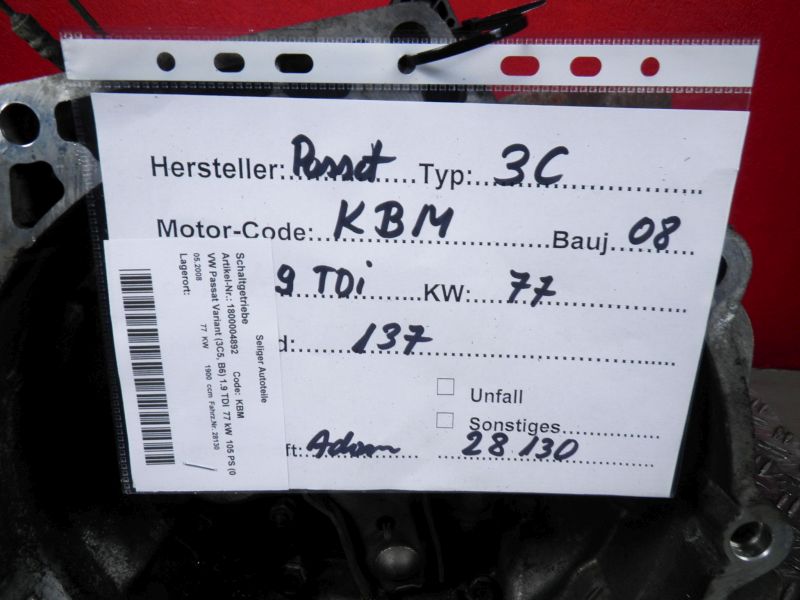 Hersteller: Passat Typ: 3C
Motor-Code: KBM Bauj 08
9 TDi KW: 77
d: 137
Unfall
Sonstiges
ft: Adam 28130
Seliger Autoteile
Schaltgetriebe
Artikel-Nr.: 1800004892 Code: KBM
VW Passat Variant (3C5, B6) 1.9 TDI 77 kW 105 PS (0
05.2008 77 KW 1900 ccm Fahrz.Nr. 28130
Lagerort: